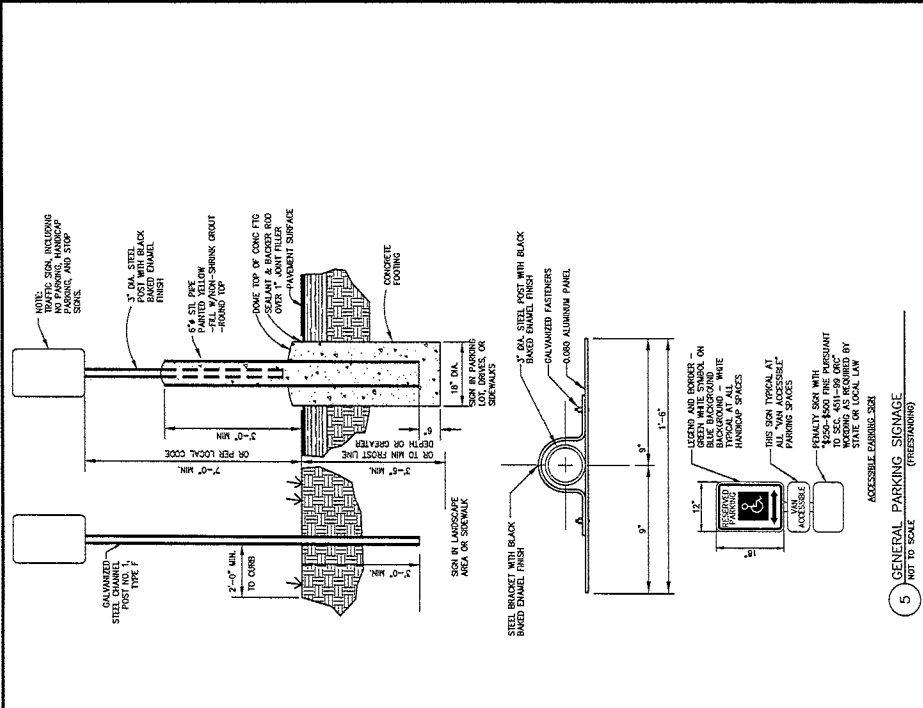 NOTE:
TRAFFIC SIGN, INCLUDING
NO PARKING, HANDICAP
PARKING, AND STOP
SIGNS.
3" DIA. STEEL
POST WITH BLACK
BAKED ENAMEL
FINISH
6"ø STL PIPE
PAINTED YELLOW
-FILL W/NON-SHRINK GROUT
-ROUND TOP
DOME TOP OF CONC FTG
SEALANT & BACKER ROD
OVER 1" JOINT FILLER
PAVEMENT SURFACE
CONCRETE
FOOTING
3'-0" MIN
6"
18" DIA.
SIGN IN PARKING
LOT, DRIVES, OR
SIDEWALKS
7'-0" MIN.
OR PER LOCAL CODE
3'-6" MIN.
OR TO MIN FROST LINE
DEPTH OR GREATER
GALVANIZED
STEEL CHANNEL
POST NO. 1,
TYPE F
2'-0" MIN.
TO CURB
3'-0" MIN.
SIGN IN LANDSCAPE
AREA OR SIDEWALK
STEEL BRACKET WITH BLACK
BAKED ENAMEL FINISH
3" DIA. STEEL POST WITH BLACK
BAKED ENAMEL FINISH
GALVANIZED FASTENERS
0.080 ALUMINUM PANEL
9"
9"
1'-6"
12"
18"
RESERVED
PARKING
VAN
ACCESSIBLE
LEGEND AND BORDER -
GREEN WHITE SYMBOL ON
BLUE BACKGROUND
BACKGROUND - WHITE
TYPICAL AT ALL
HANDICAP SPACES
THIS SIGN TYPICAL AT
ALL "VAN ACCESSIBLE"
PARKING SPACES
PENALTY SIGN WITH
"$250-$500 FINE PURSUANT
TO SEC. 4511-99 ORC"
WORDING AS REQUIRED BY
STATE OR LOCAL LAW
ACCESSIBLE PARKING SIGN
5 GENERAL PARKING SIGNAGE
NOT TO SCALE (FREESTANDING)